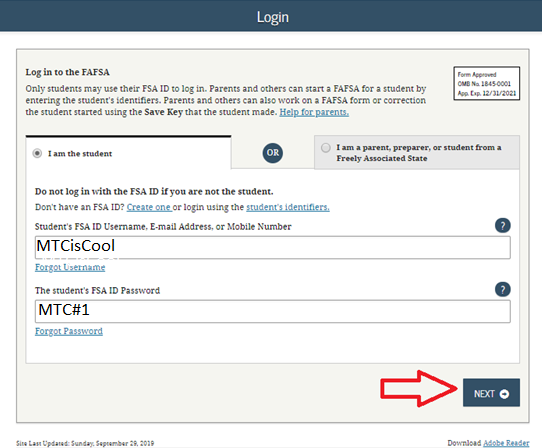 Login
Log in to the FAFSA
Form Approved
OMB No. 1845-0001
App. Exp. 12/31/2021
Only students may use their FSA ID to log in. Parents and others can start a FAFSA for a student by
entering the student's identifiers. Parents and others can also work on a FAFSA form or correction
the student started using the Save Key that the student made. Help for parents.
I am the student
OR
I am a parent, preparer, or student from a
Freely Associated State
Do not log in with the FSA ID if you are not the student.
Don't have an FSA ID? Create one or login using the student's identifiers.
Student's FSA ID Username, E-mail Address, or Mobile Number
?
MTCisCool
Forgot Username
The student's FSA ID Password
?
MTC#1
Forgot Password
NEXT
Site Last Updated: Sunday, September 29, 2019
Download Adobe Reader